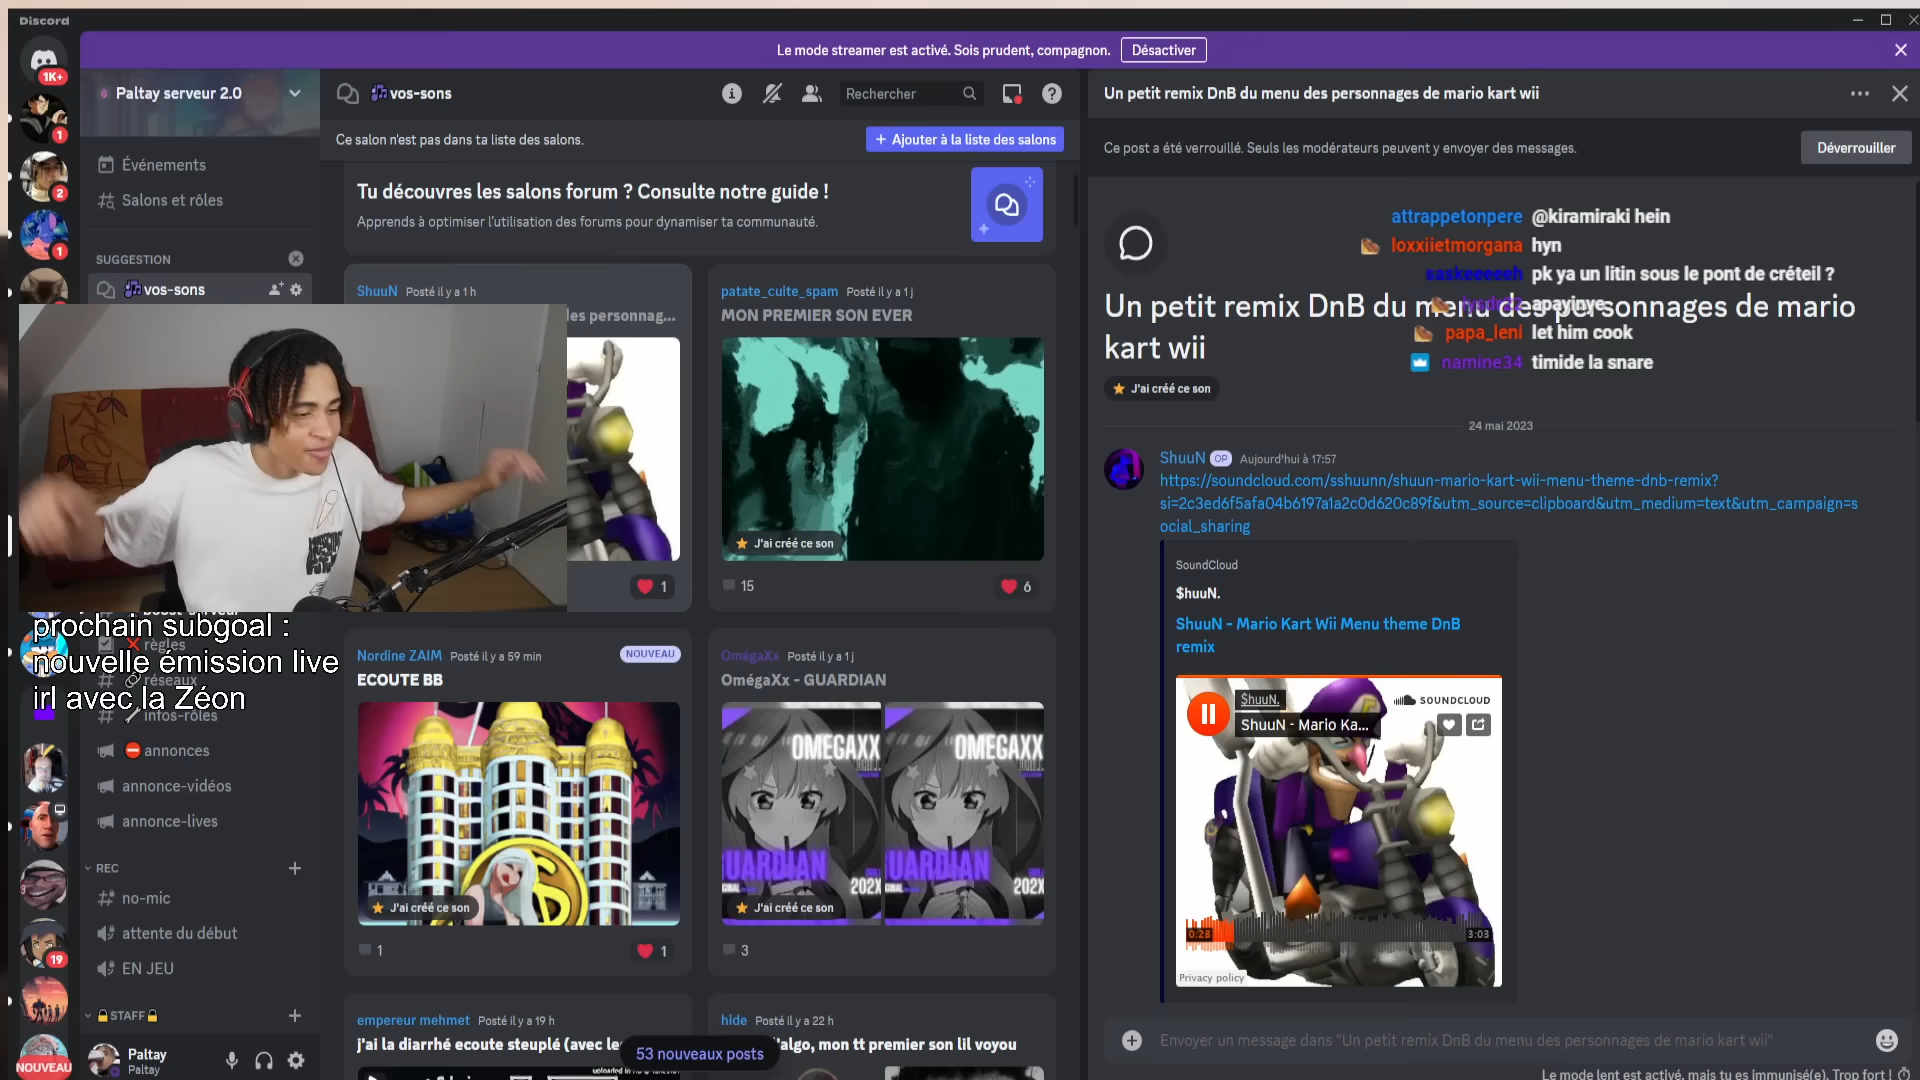 Discord
Le mode streamer est activé. Sois prudent, compagnon.
Désactiver
1K+
1
2
1
19
NOUVEAU
Paltay serveur 2.0
Événements
Salons et rôles
SUGGESTION
vos-sons
prochain subgoal :
nouvelle émission live
irl avec la Zéon
règles
réseaux
infos-rôles
annonces
annonce-vidéos
annonce-lives
REC
no-mic
attente du début
EN JEU
STAFF
Paltay
Paltay
vos-sons
Rechercher
Ce salon n'est pas dans ta liste des salons.
+ Ajouter à la liste des salons
Tu découvres les salons forum ? Consulte notre guide !
Apprends à optimiser l'utilisation des forums pour dynamiser ta communauté.
ShuuN Posté il y a 1 h
des personnag...
1
patate_cuite_spam Posté il y a 1 j
MON PREMIER SON EVER
J'ai créé ce son
15
6
Nordine ZAIM Posté il y a 59 min
NOUVEAU
ECOUTE BB
J'ai créé ce son
1
1
OmégaXx Posté il y a 1 j
OmégaXx - GUARDIAN
OMEGAXX
OMEGAXX
GUARDIAN
GUARDIAN
202X
202X
J'ai créé ce son
3
empereur mehmet Posté il y a 19 h
j'ai la diarrhé ecoute steuplé (avec le
hide Posté il y a 22 h
l'algo, mon tt premier son lil voyou
53 nouveaux posts
uploaded in
Un petit remix DnB du menu des personnages de mario kart wii
Ce post a été verrouillé. Seuls les modérateurs peuvent y envoyer des messages.
Déverrouiller
attrappetonpere @kiramiraki hein
loxxiietmorgana hyn
pk ya un litin sous le pont de créteil ?
apayinye
papa_leni let him cook
namine34 timide la snare
Un petit remix DnB du menu des personnages de mario
kart wii
J'ai créé ce son
24 mai 2023
ShuuN OP Aujourd'hui à 17:57
https://soundcloud.com/sshuunn/shuun-mario-kart-wii-menu-theme-dnb-remix?
si=2c3ed6f5afa04b6197a1a2c0d620c89f&utm_source=clipboard&utm_medium=text&utm_campaign=s
ocial_sharing
SoundCloud
$huuN.
ShuuN - Mario Kart Wii Menu theme DnB
remix
$huuN.
SOUNDCLOUD
ShuuN - Mario Ka...
0:28
3:03
Privacy policy
Envoyer un message dans "Un petit remix DnB du menu des personnages de mario kart wii"
Le mode lent est activé, mais tu es immunisé(e). Trop fort !